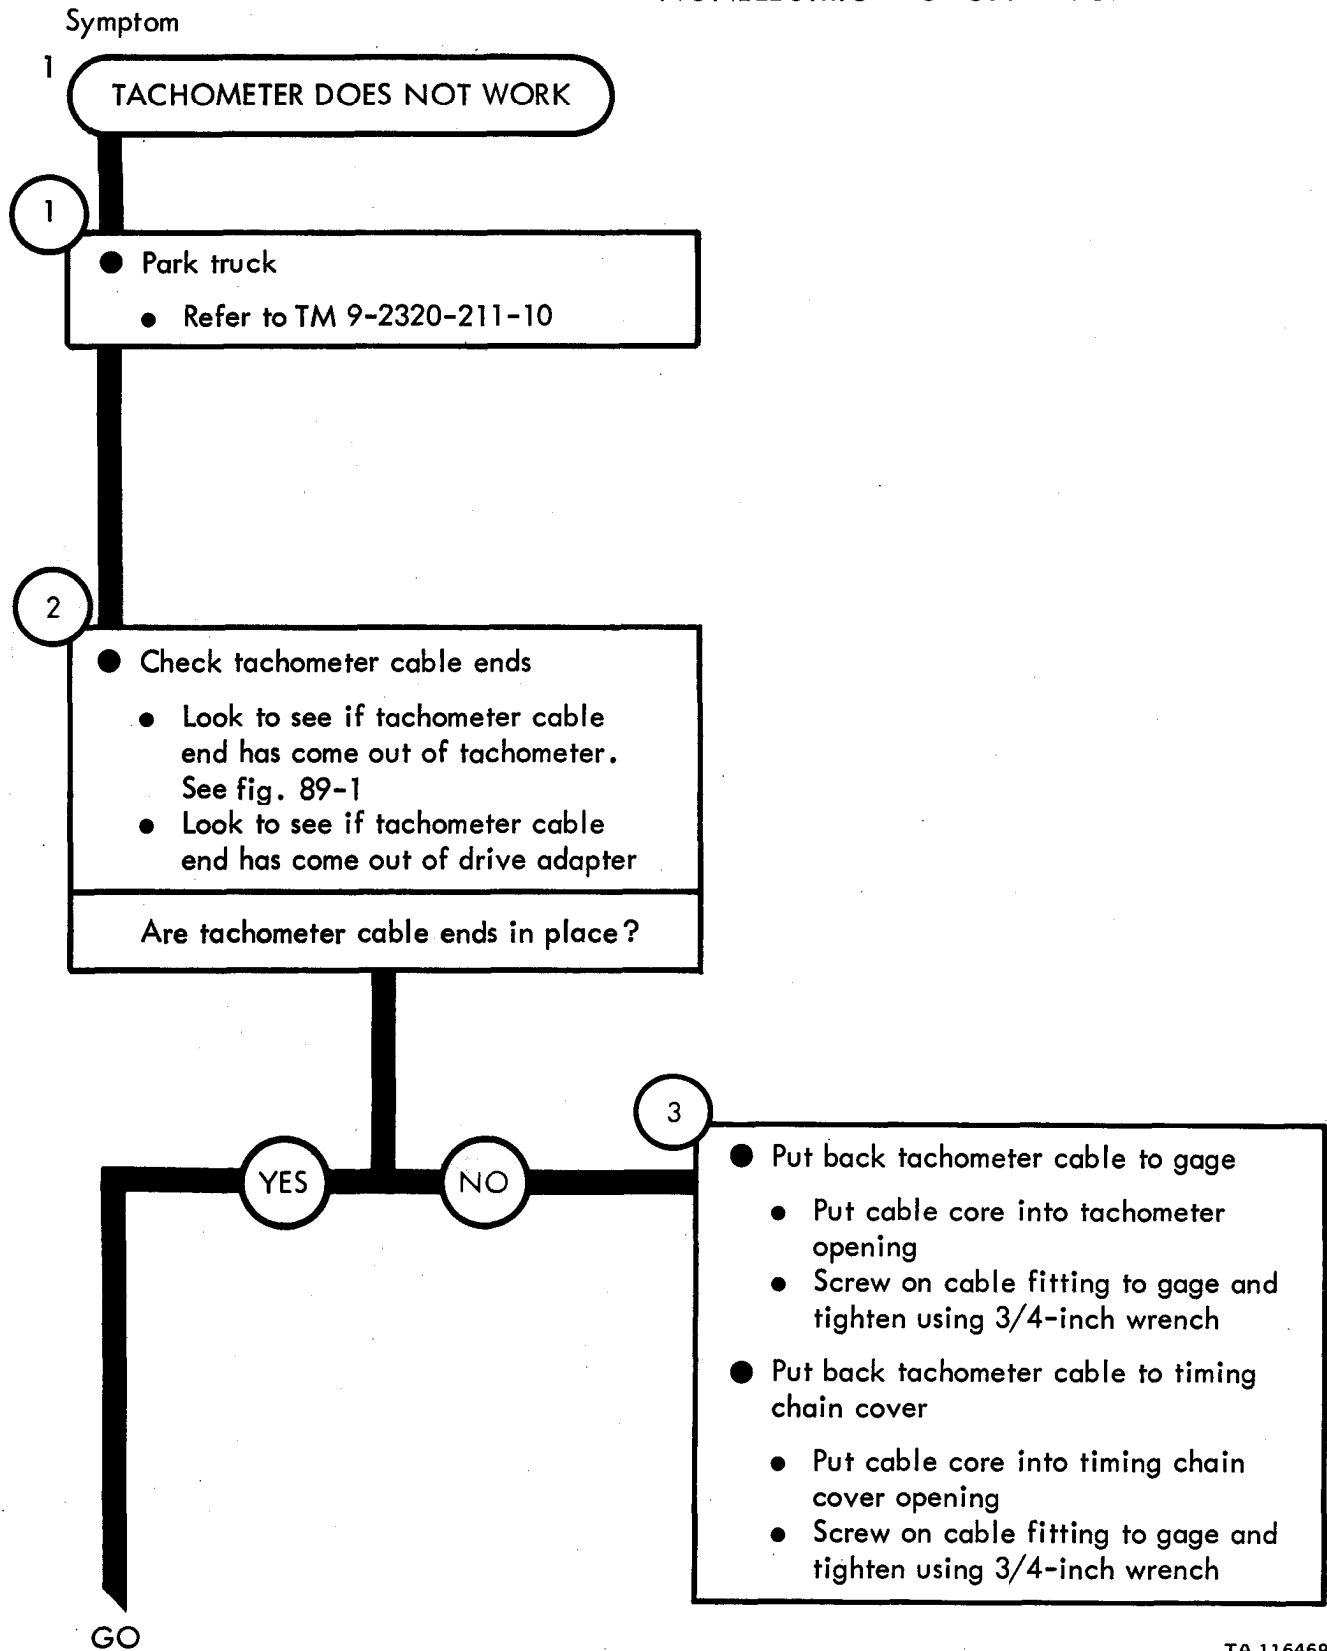 Symptom
1
TACHOMETER DOES NOT WORK
1
● Park truck
● Refer to TM 9-2320-211-10
2
● Check tachometer cable ends
● Look to see if tachometer cable
end has come out of tachometer.
See fig. 89-1
● Look to see if tachometer cable
end has come out of drive adapter
Are tachometer cable ends in place?
YES
NO
3
● Put back tachometer cable to gage
● Put cable core into tachometer
opening
● Screw on cable fitting to gage and
tighten using 3/4-inch wrench
● Put back tachometer cable to timing
chain cover
● Put cable core into timing chain
cover opening
● Screw on cable fitting to gage and
tighten using 3/4-inch wrench
GO
TA 116469